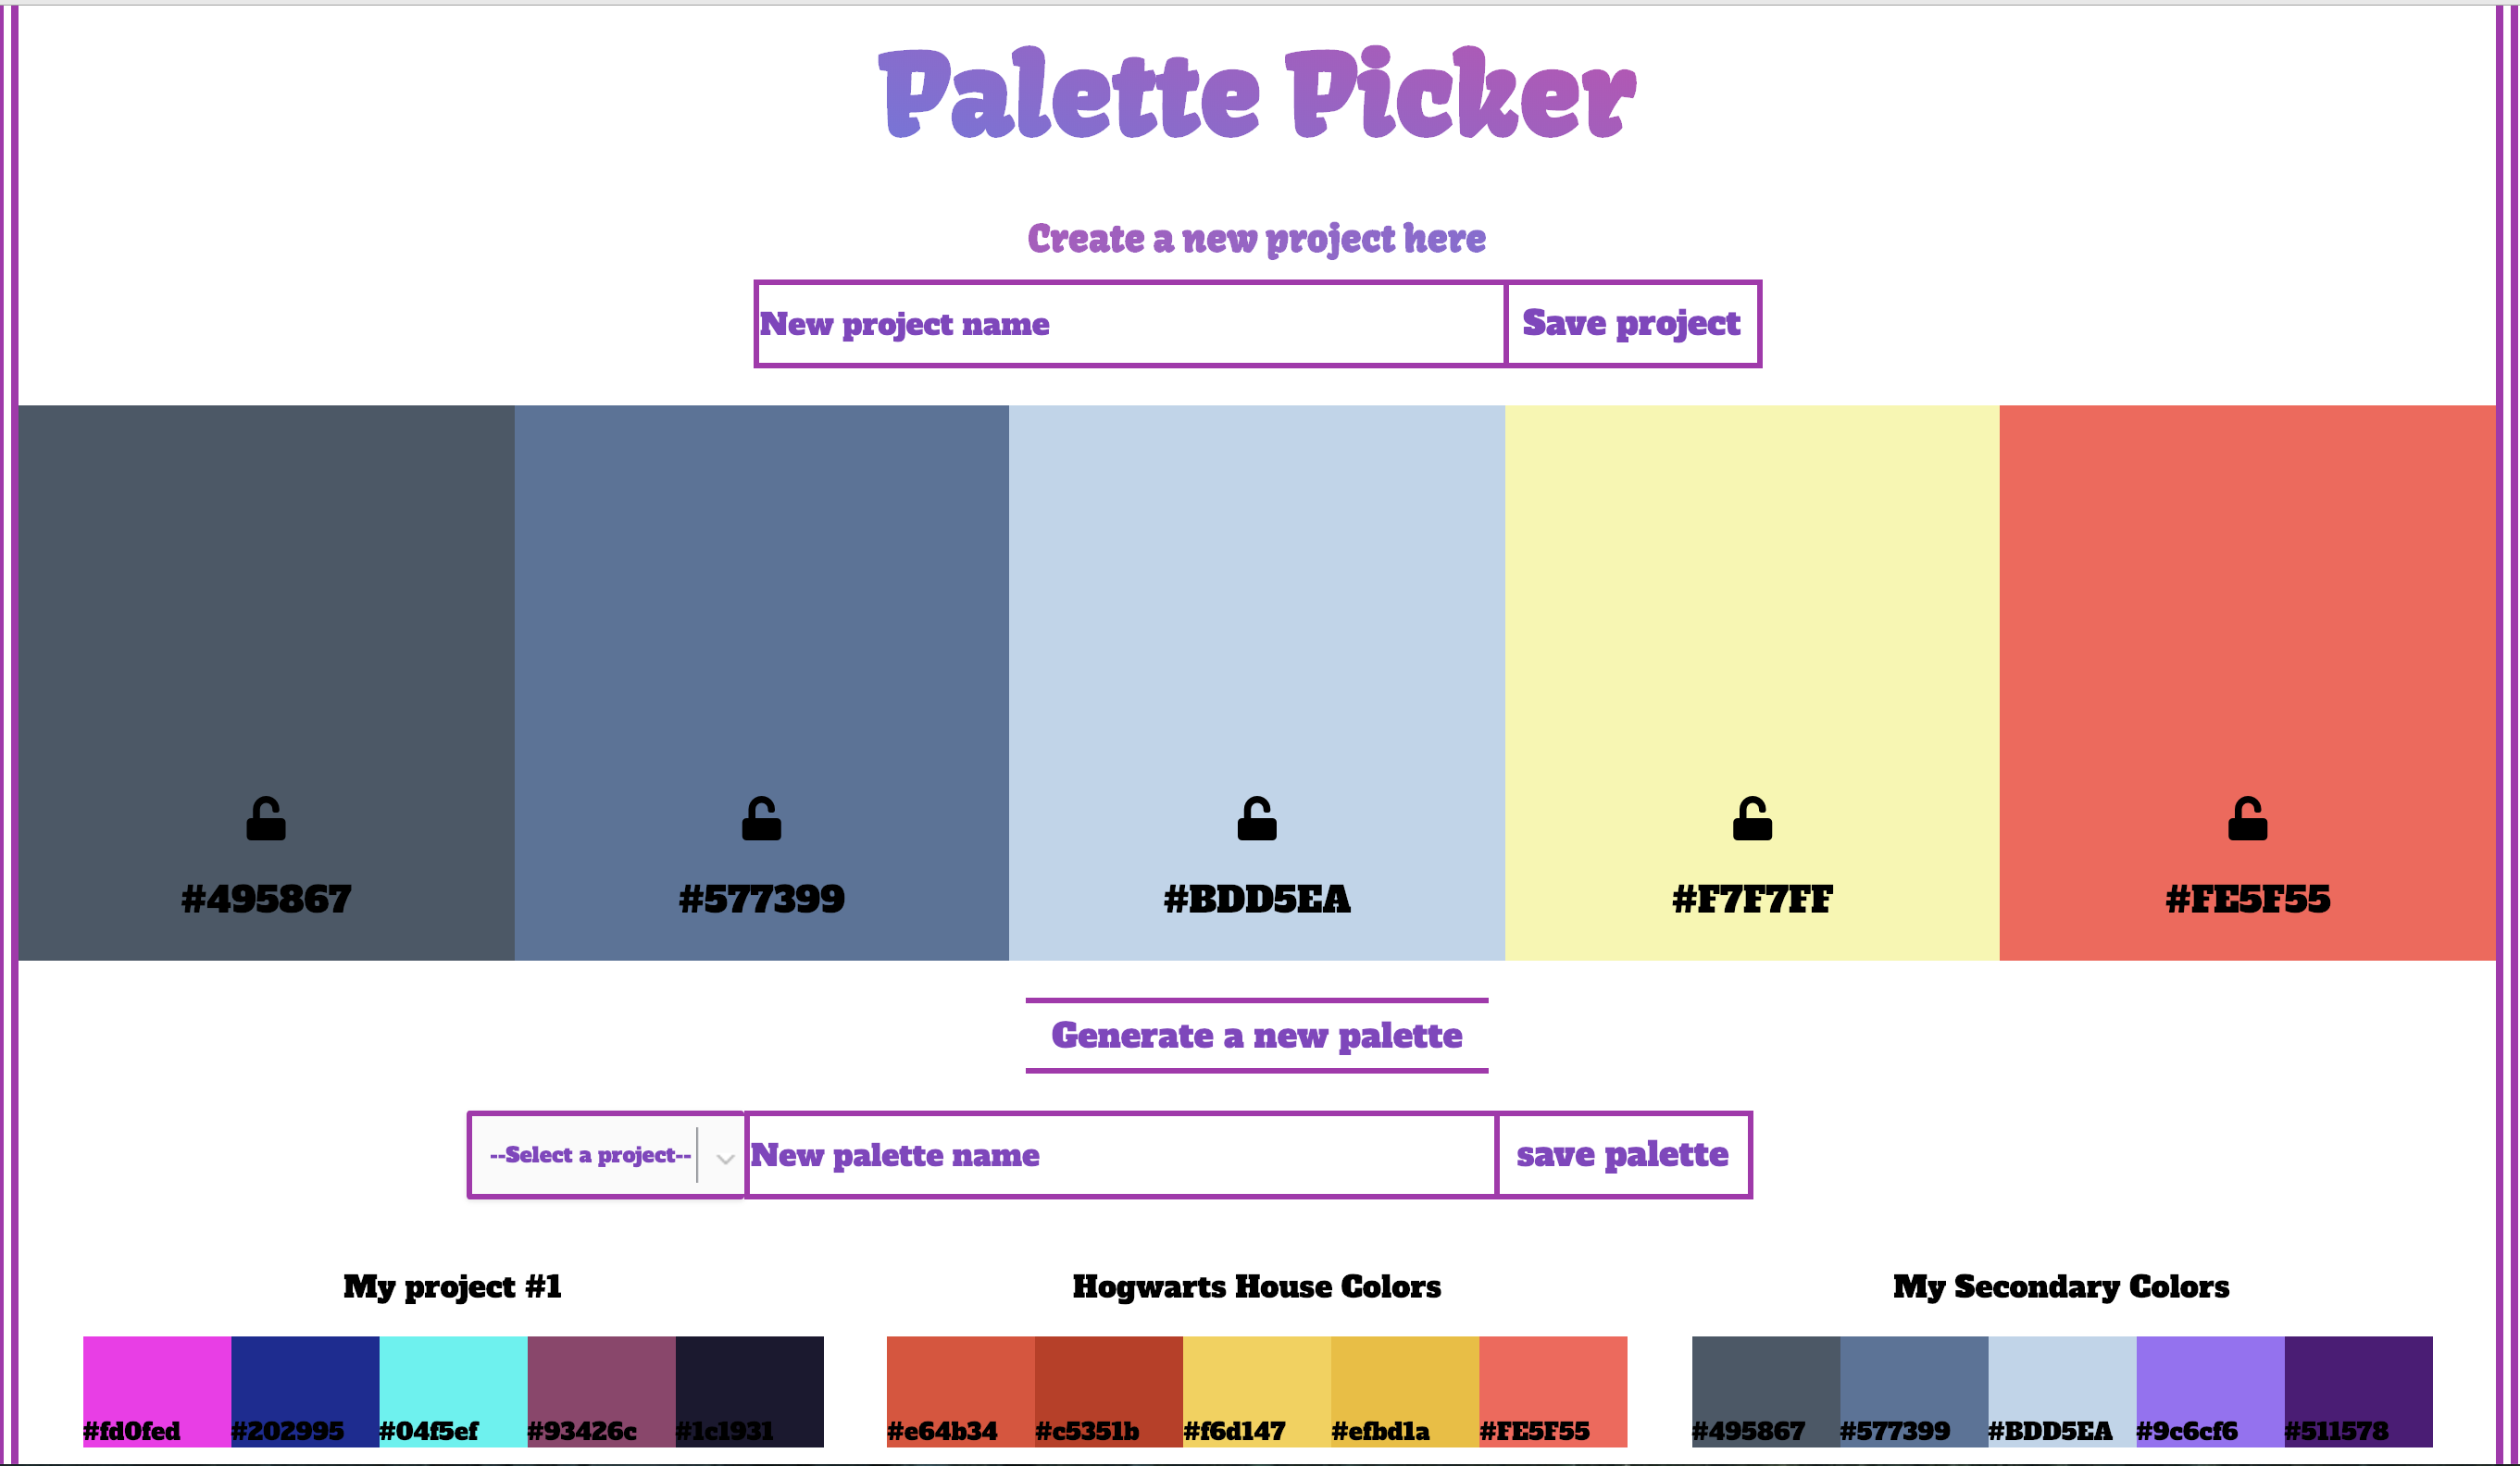 Palette Picker
Create a new project here
New project name Save project
#495867 #577399 #BDD5EA #F7F7FF #FE5F55
Generate a new palette
--Select a project-- New palette name save palette
My project #1 Hogwarts House Colors My Secondary Colors
#fd0fed #202995 #04f5ef #93426c #1c1931 #e64b34 #c5351b #f6d147 #efbd1a #FE5F55 #495867 #577399 #BDD5EA #9c6cf6 #511578